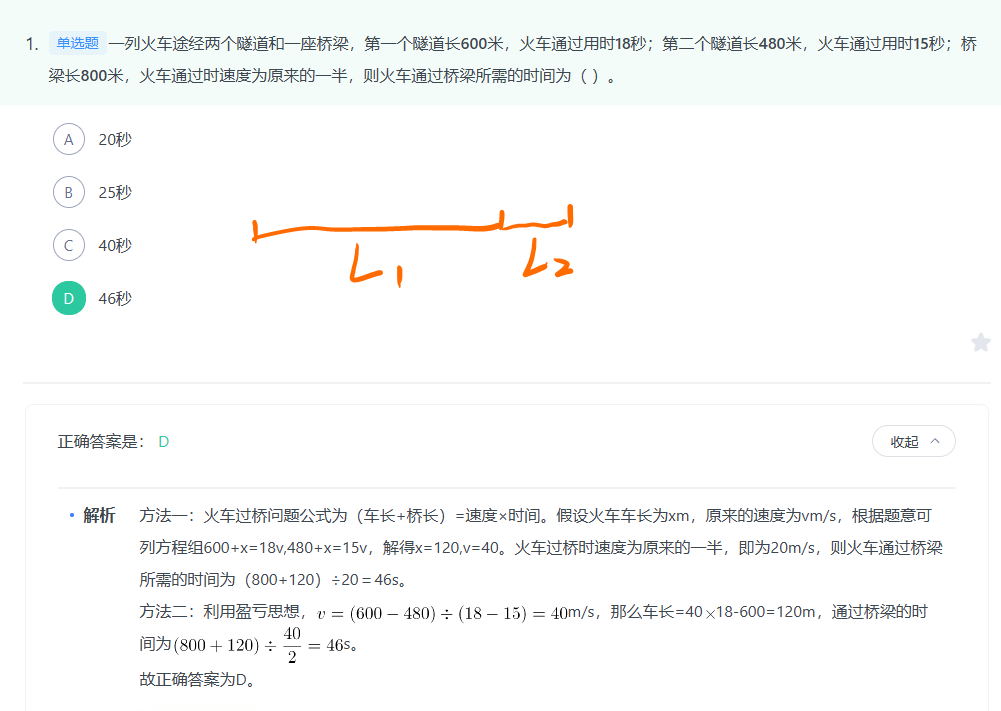 1. 单选题 一列火车途经两个隧道和一座桥梁，第一个隧道长600米，火车通过用时18秒；第二个隧道长480米，火车通过用时15秒；桥
梁长800米，火车通过时速度为原来的一半，则火车通过桥梁所需的时间为（ ）。
A 20秒
B 25秒
C 40秒
D 46秒
L1 L2
正确答案是： D 收起
• 解析 方法一：火车过桥问题公式为（车长+桥长）=速度×时间。假设火车车长为xm，原来的速度为vm/s，根据题意可
列方程组600+x=18v,480+x=15v，解得x=120,v=40。火车过桥时速度为原来的一半，即为20m/s，则火车通过桥梁
所需的时间为（800+120）÷20＝46s。
方法二：利用盈亏思想，v = (600 − 480) ÷ (18 − 15) = 40m/s，那么车长=40×18-600=120m，通过桥梁的时
间为(800 + 120) ÷ 40/2 = 46s。
故正确答案为D。